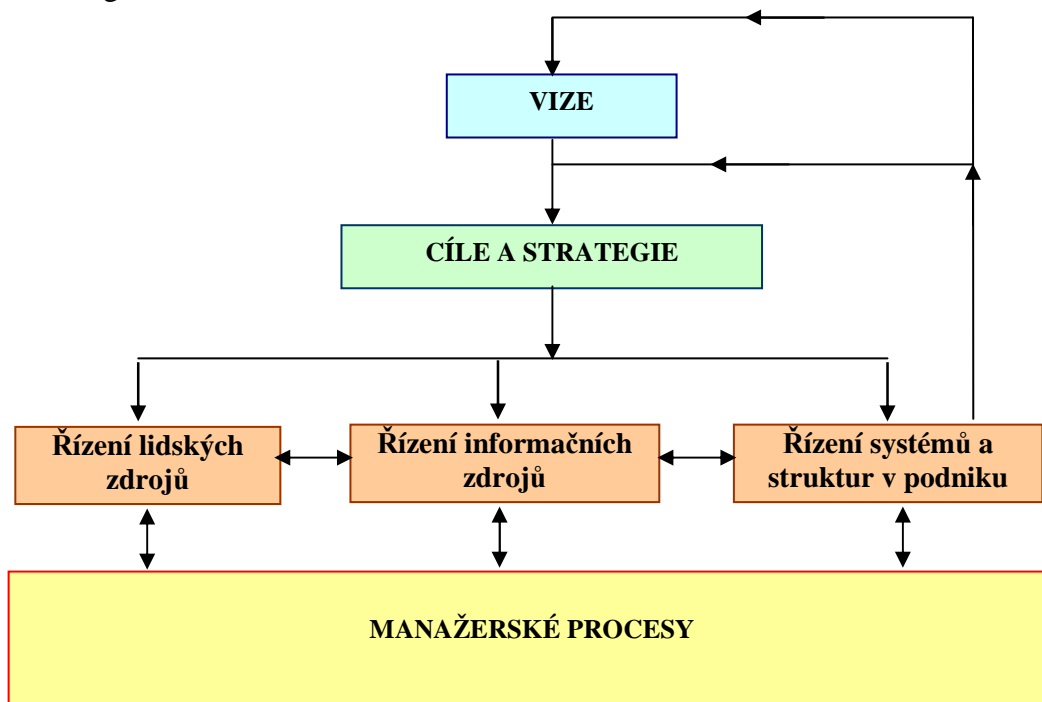 VIZE
CÍLE A STRATEGIE
Řízení lidských
zdrojů
Řízení informačních
zdrojů
Řízení systémů a
struktur v podniku
MANAŽERSKÉ PROCESY